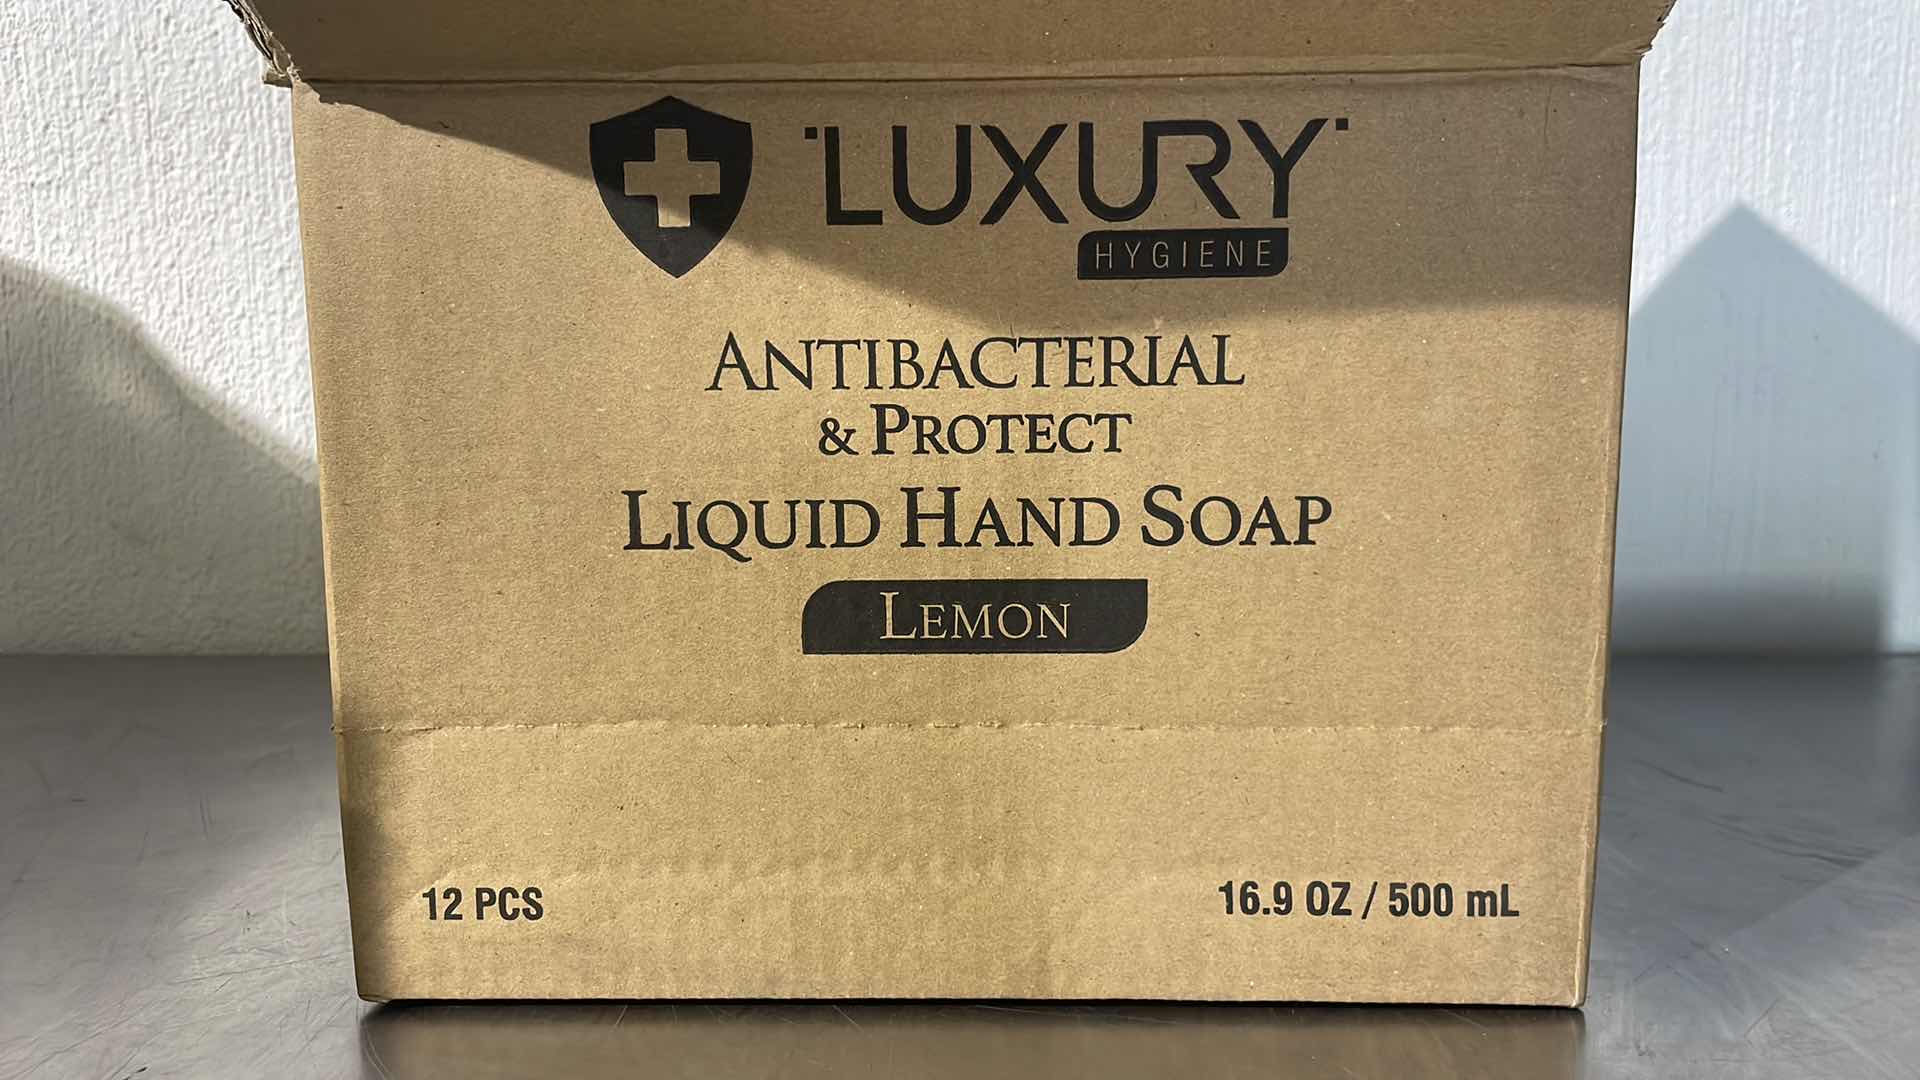 LUXURY
HYGIENE
ANTIBACTERIAL
& PROTECT
LIQUID HAND SOAP
LEMON
12 PCS
16.9 OZ / 500 mL